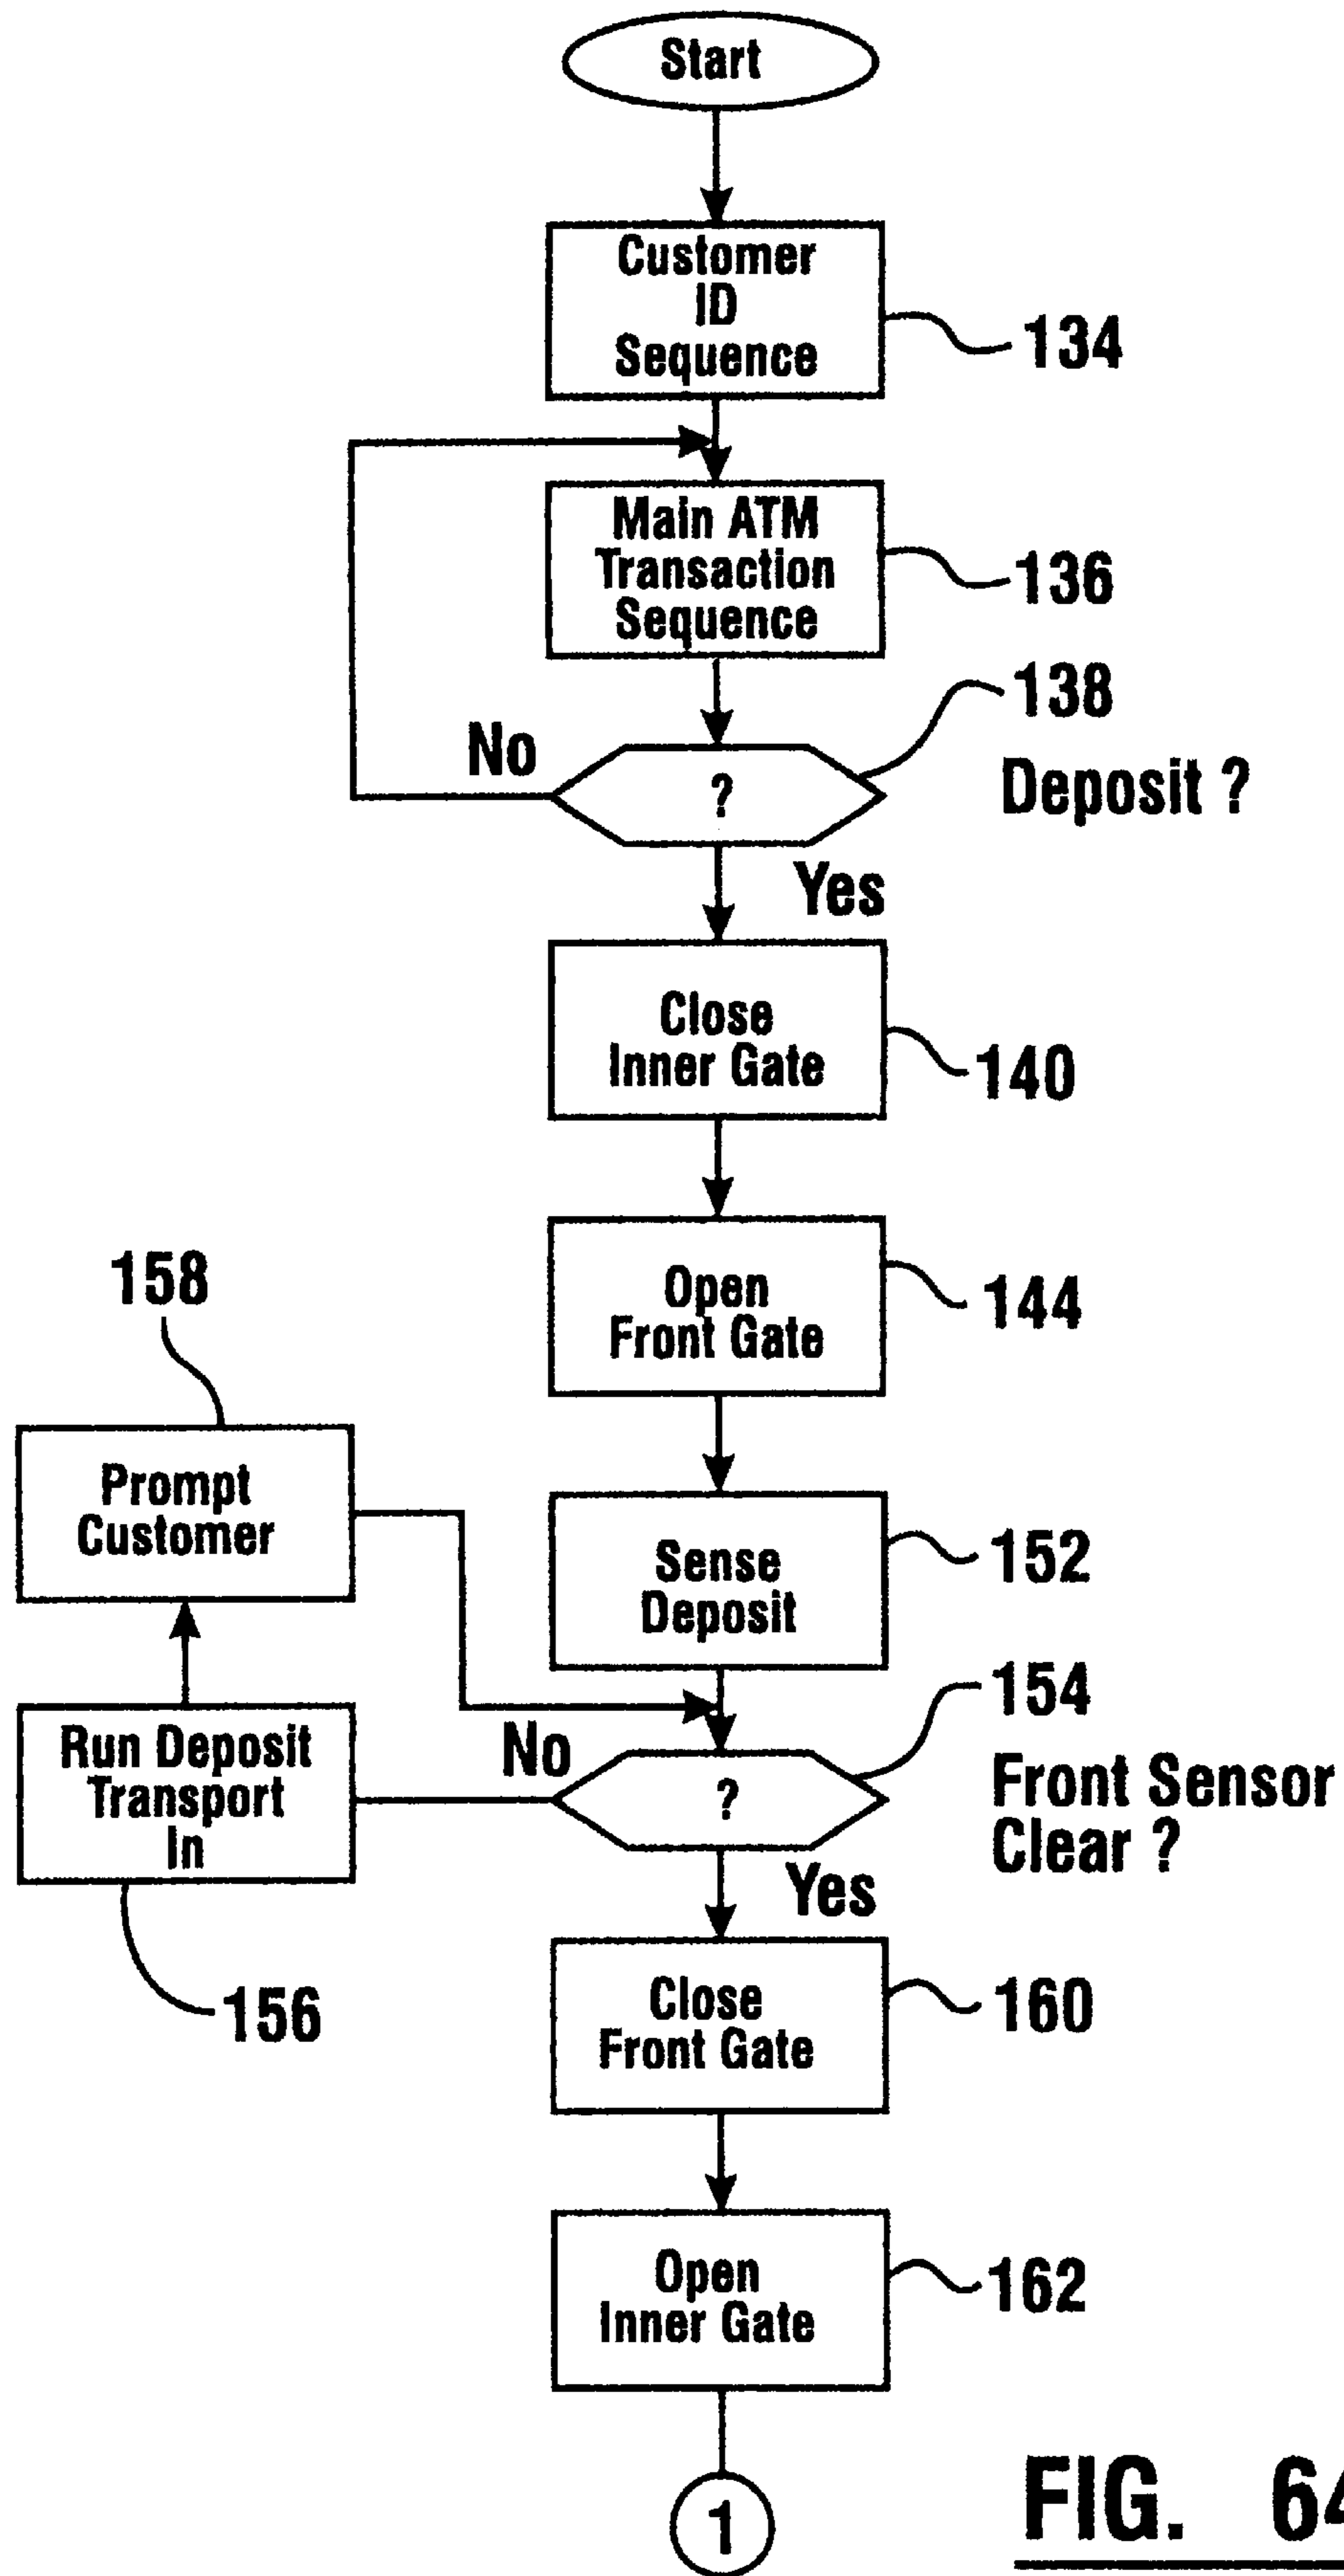 Start
Customer
ID
Sequence
134
Main ATM
Transaction
Sequence
136
138
No
?
Deposit ?
Yes
Close
Inner Gate
140
Open
Front Gate
144
158
Prompt
Customer
Sense
Deposit
152
154
Run Deposit
Transport
In
No
?
Front Sensor
Clear ?
Yes
156
Close
Front Gate
160
Open
Inner Gate
162
1
FIG. 64